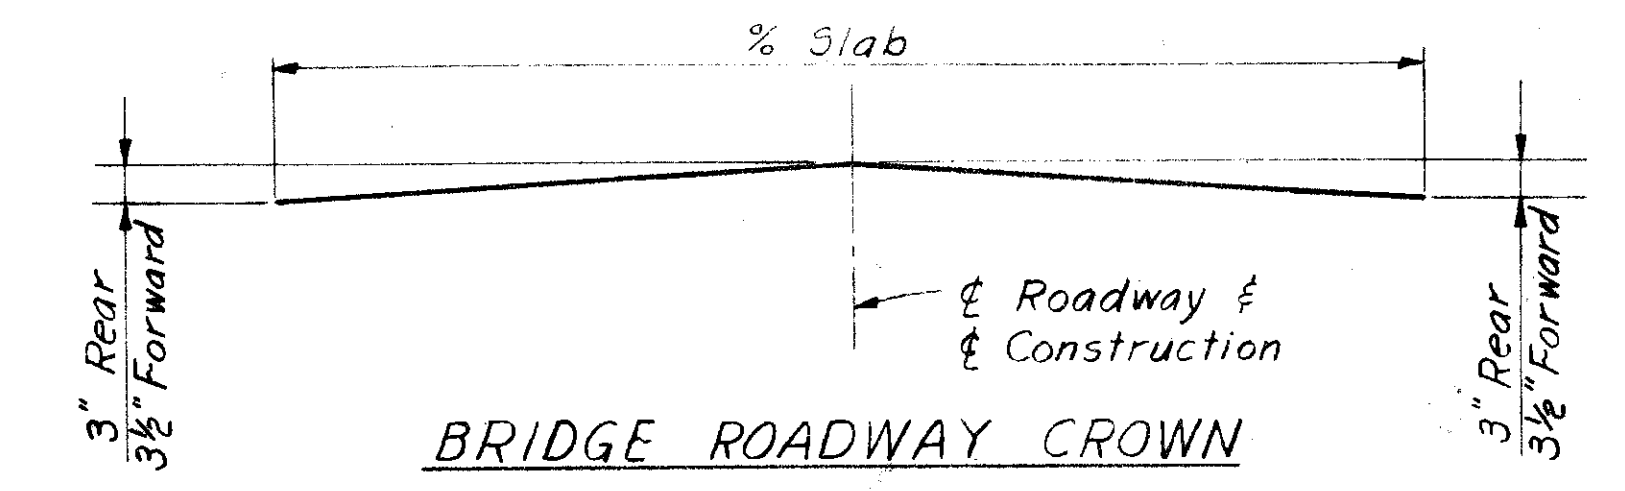 % Slab
3" Rear
3½" Forward
℄ Roadway &
℄ Construction
3" Rear
3½" Forward
BRIDGE ROADWAY CROWN